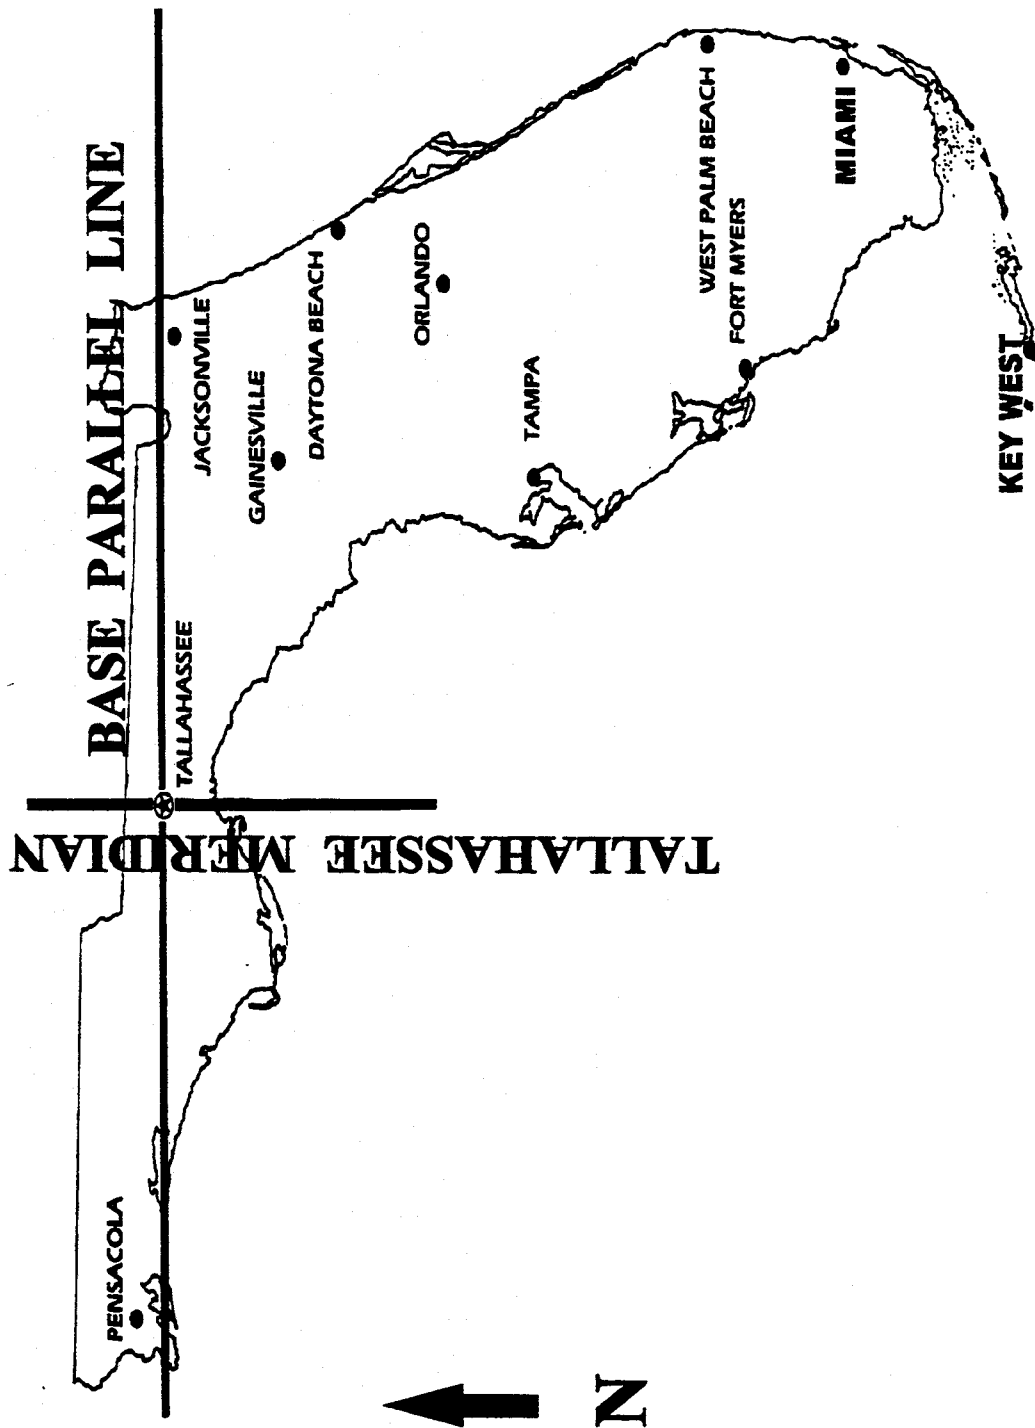 BASE PARALLEL LINE
TALLAHASSEE MERIDIAN
PENSACOLA
TALLAHASSEE
JACKSONVILLE
GAINESVILLE
DAYTONA BEACH
ORLANDO
TAMPA
WEST PALM BEACH
FORT MYERS
MIAMI
KEY WEST
N